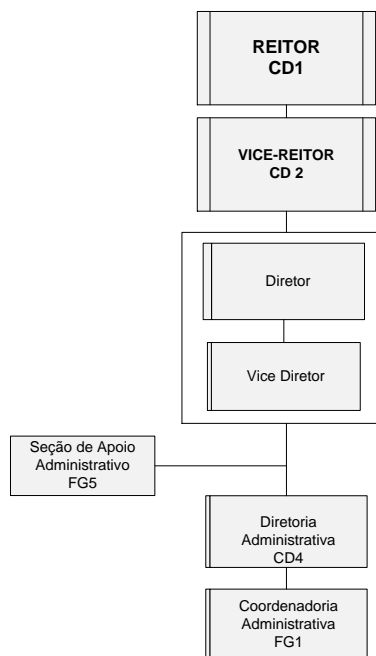 REITOR
CD1
VICE-REITOR
CD 2
Diretor
Vice Diretor
Seção de Apoio
Administrativo
FG5
Diretoria
Administrativa
CD4
Coordenadoria
Administrativa
FG1